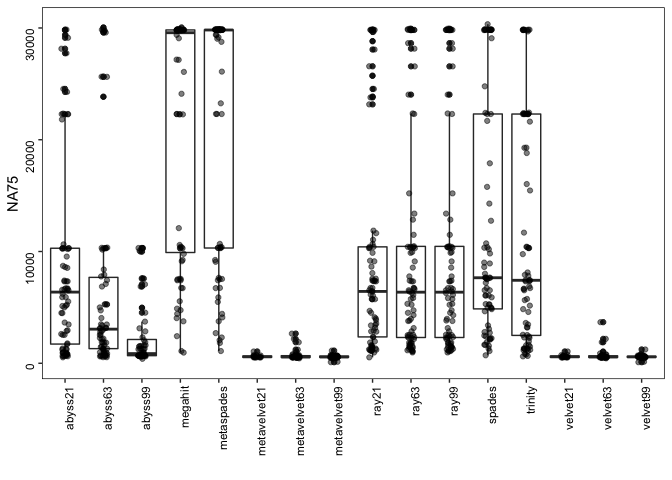 NA75
30000
20000
10000
0
abyss21
abyss63
abyss99
megahit
metaspades
metavelvet21
metavelvet63
metavelvet99
ray21
ray63
ray99
spades
trinity
velvet21
velvet63
velvet99